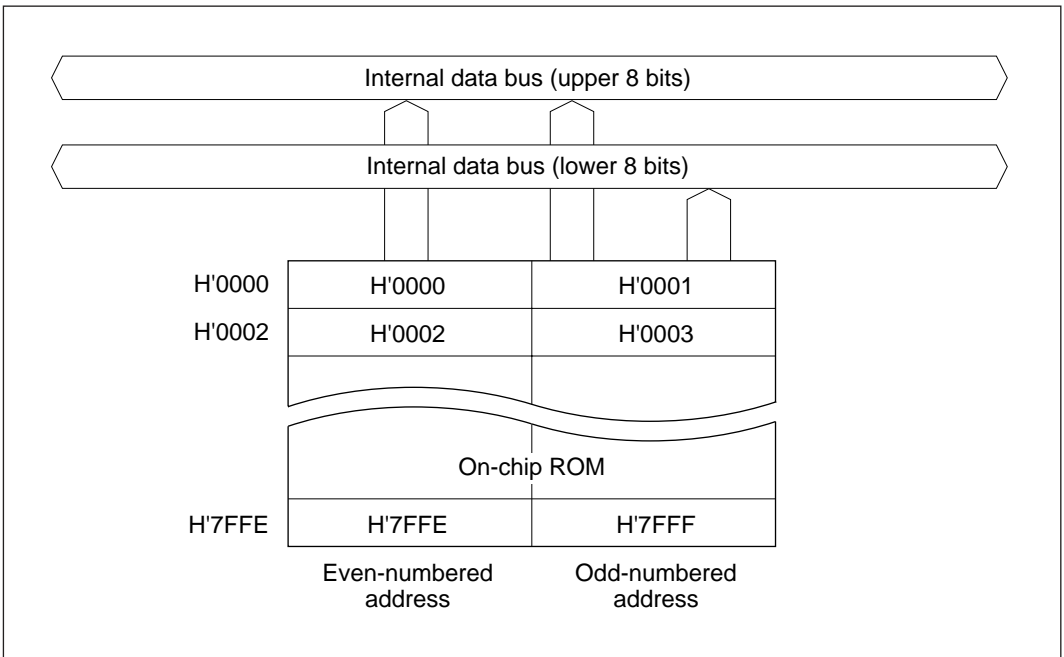 Internal data bus (upper 8 bits)
Internal data bus (lower 8 bits)
H'0000 H'0000 H'0001
H'0002 H'0002 H'0003
On-chip ROM
H'7FFE H'7FFE H'7FFF
Even-numbered Odd-numbered
address address